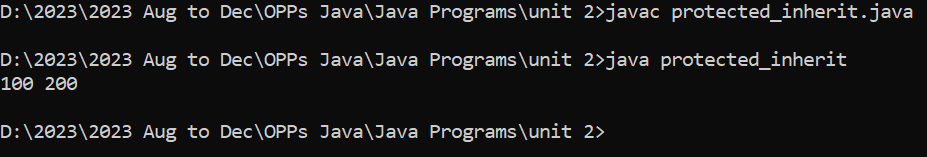 D:\2023\2023 Aug to Dec\OPPs Java\Java Programs\unit 2>javac protected_inherit.java
D:\2023\2023 Aug to Dec\OPPs Java\Java Programs\unit 2>java protected_inherit
100 200
D:\2023\2023 Aug to Dec\OPPs Java\Java Programs\unit 2>